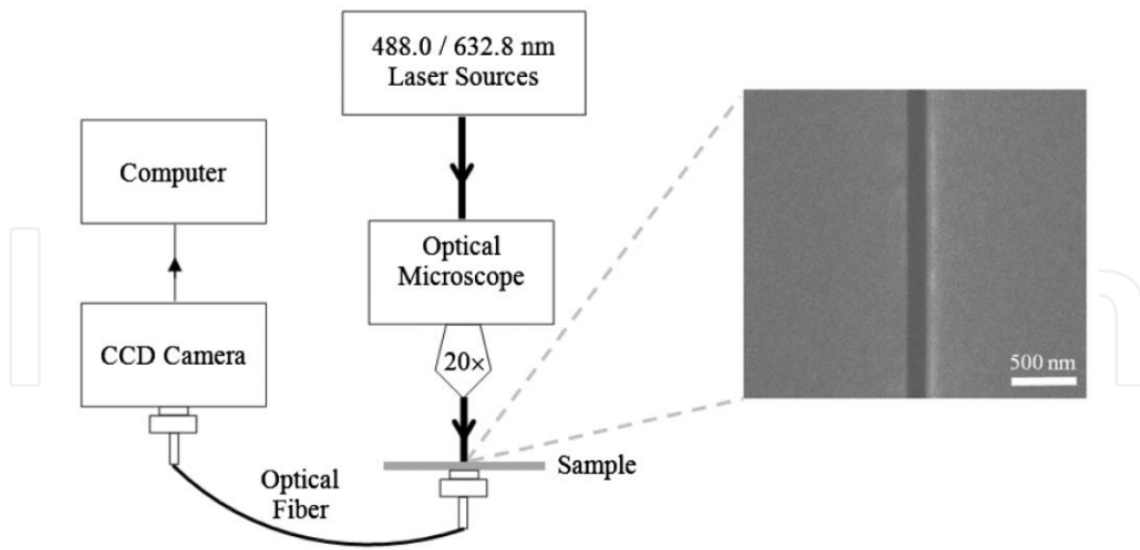 488.0 / 632.8 nm
Laser Sources
Computer
Optical
Microscope
CCD Camera
20×
500 nm
Sample
Optical
Fiber